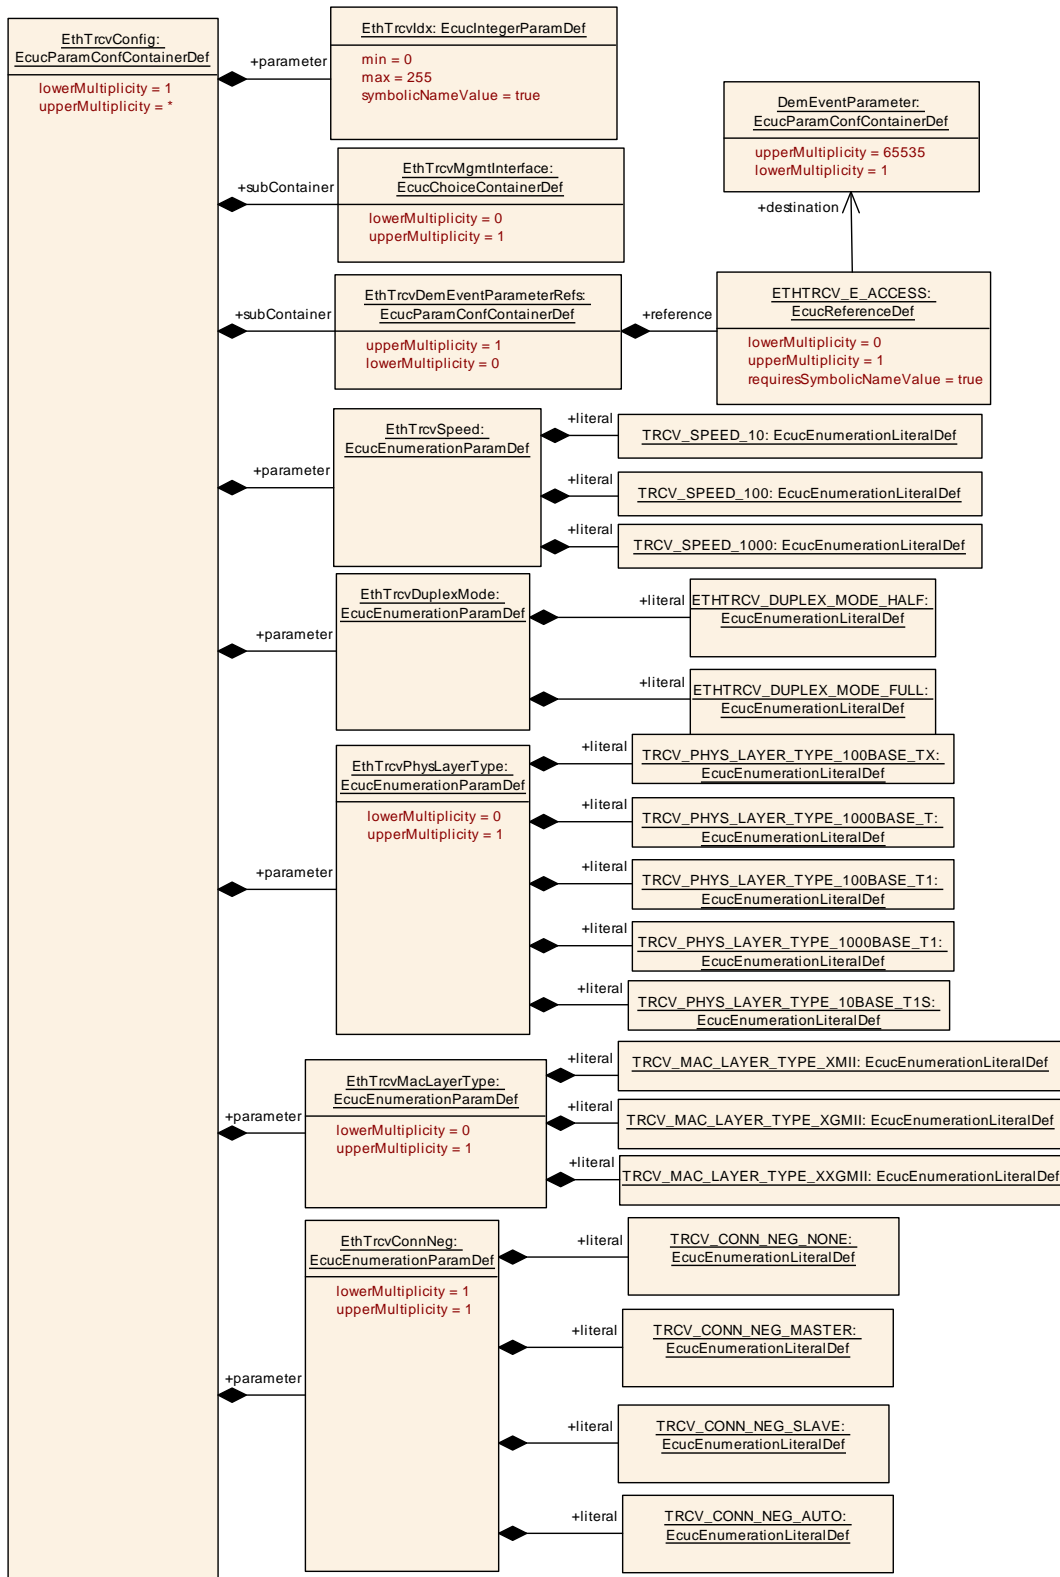 EthTrcvConfig:
EcucParamConfContainerDef
lowerMultiplicity = 1
upperMultiplicity = *
+parameter
EthTrcvIdx: EcucIntegerParamDef
min = 0
max = 255
symbolicNameValue = true
DemEventParameter:
EcucParamConfContainerDef
upperMultiplicity = 65535
lowerMultiplicity = 1
+subContainer
EthTrcvMgmtInterface:
EcucChoiceContainerDef
lowerMultiplicity = 0
upperMultiplicity = 1
+destination
+subContainer
EthTrcvDemEventParameterRefs:
EcucParamConfContainerDef
upperMultiplicity = 1
lowerMultiplicity = 0
+reference
ETHTRCV_E_ACCESS:
EcucReferenceDef
lowerMultiplicity = 0
upperMultiplicity = 1
requiresSymbolicNameValue = true
+parameter
EthTrcvSpeed:
EcucEnumerationParamDef
+literal
TRCV_SPEED_10: EcucEnumerationLiteralDef
+literal
TRCV_SPEED_100: EcucEnumerationLiteralDef
+literal
TRCV_SPEED_1000: EcucEnumerationLiteralDef
+parameter
EthTrcvDuplexMode:
EcucEnumerationParamDef
+literal
ETHTRCV_DUPLEX_MODE_HALF:
EcucEnumerationLiteralDef
+literal
ETHTRCV_DUPLEX_MODE_FULL:
EcucEnumerationLiteralDef
+parameter
EthTrcvPhysLayerType:
EcucEnumerationParamDef
lowerMultiplicity = 0
upperMultiplicity = 1
+literal
TRCV_PHYS_LAYER_TYPE_100BASE_TX:
EcucEnumerationLiteralDef
+literal
TRCV_PHYS_LAYER_TYPE_1000BASE_T:
EcucEnumerationLiteralDef
+literal
TRCV_PHYS_LAYER_TYPE_100BASE_T1:
EcucEnumerationLiteralDef
+literal
TRCV_PHYS_LAYER_TYPE_1000BASE_T1:
EcucEnumerationLiteralDef
+literal
TRCV_PHYS_LAYER_TYPE_10BASE_T1S:
EcucEnumerationLiteralDef
+parameter
EthTrcvMacLayerType:
EcucEnumerationParamDef
lowerMultiplicity = 0
upperMultiplicity = 1
+literal
TRCV_MAC_LAYER_TYPE_XMII: EcucEnumerationLiteralDef
+literal
TRCV_MAC_LAYER_TYPE_XGMII: EcucEnumerationLiteralDef
+literal
TRCV_MAC_LAYER_TYPE_XXGMII: EcucEnumerationLiteralDef
+parameter
EthTrcvConnNeg:
EcucEnumerationParamDef
lowerMultiplicity = 1
upperMultiplicity = 1
+literal
TRCV_CONN_NEG_NONE:
EcucEnumerationLiteralDef
+literal
TRCV_CONN_NEG_MASTER:
EcucEnumerationLiteralDef
+literal
TRCV_CONN_NEG_SLAVE:
EcucEnumerationLiteralDef
+literal
TRCV_CONN_NEG_AUTO:
EcucEnumerationLiteralDef